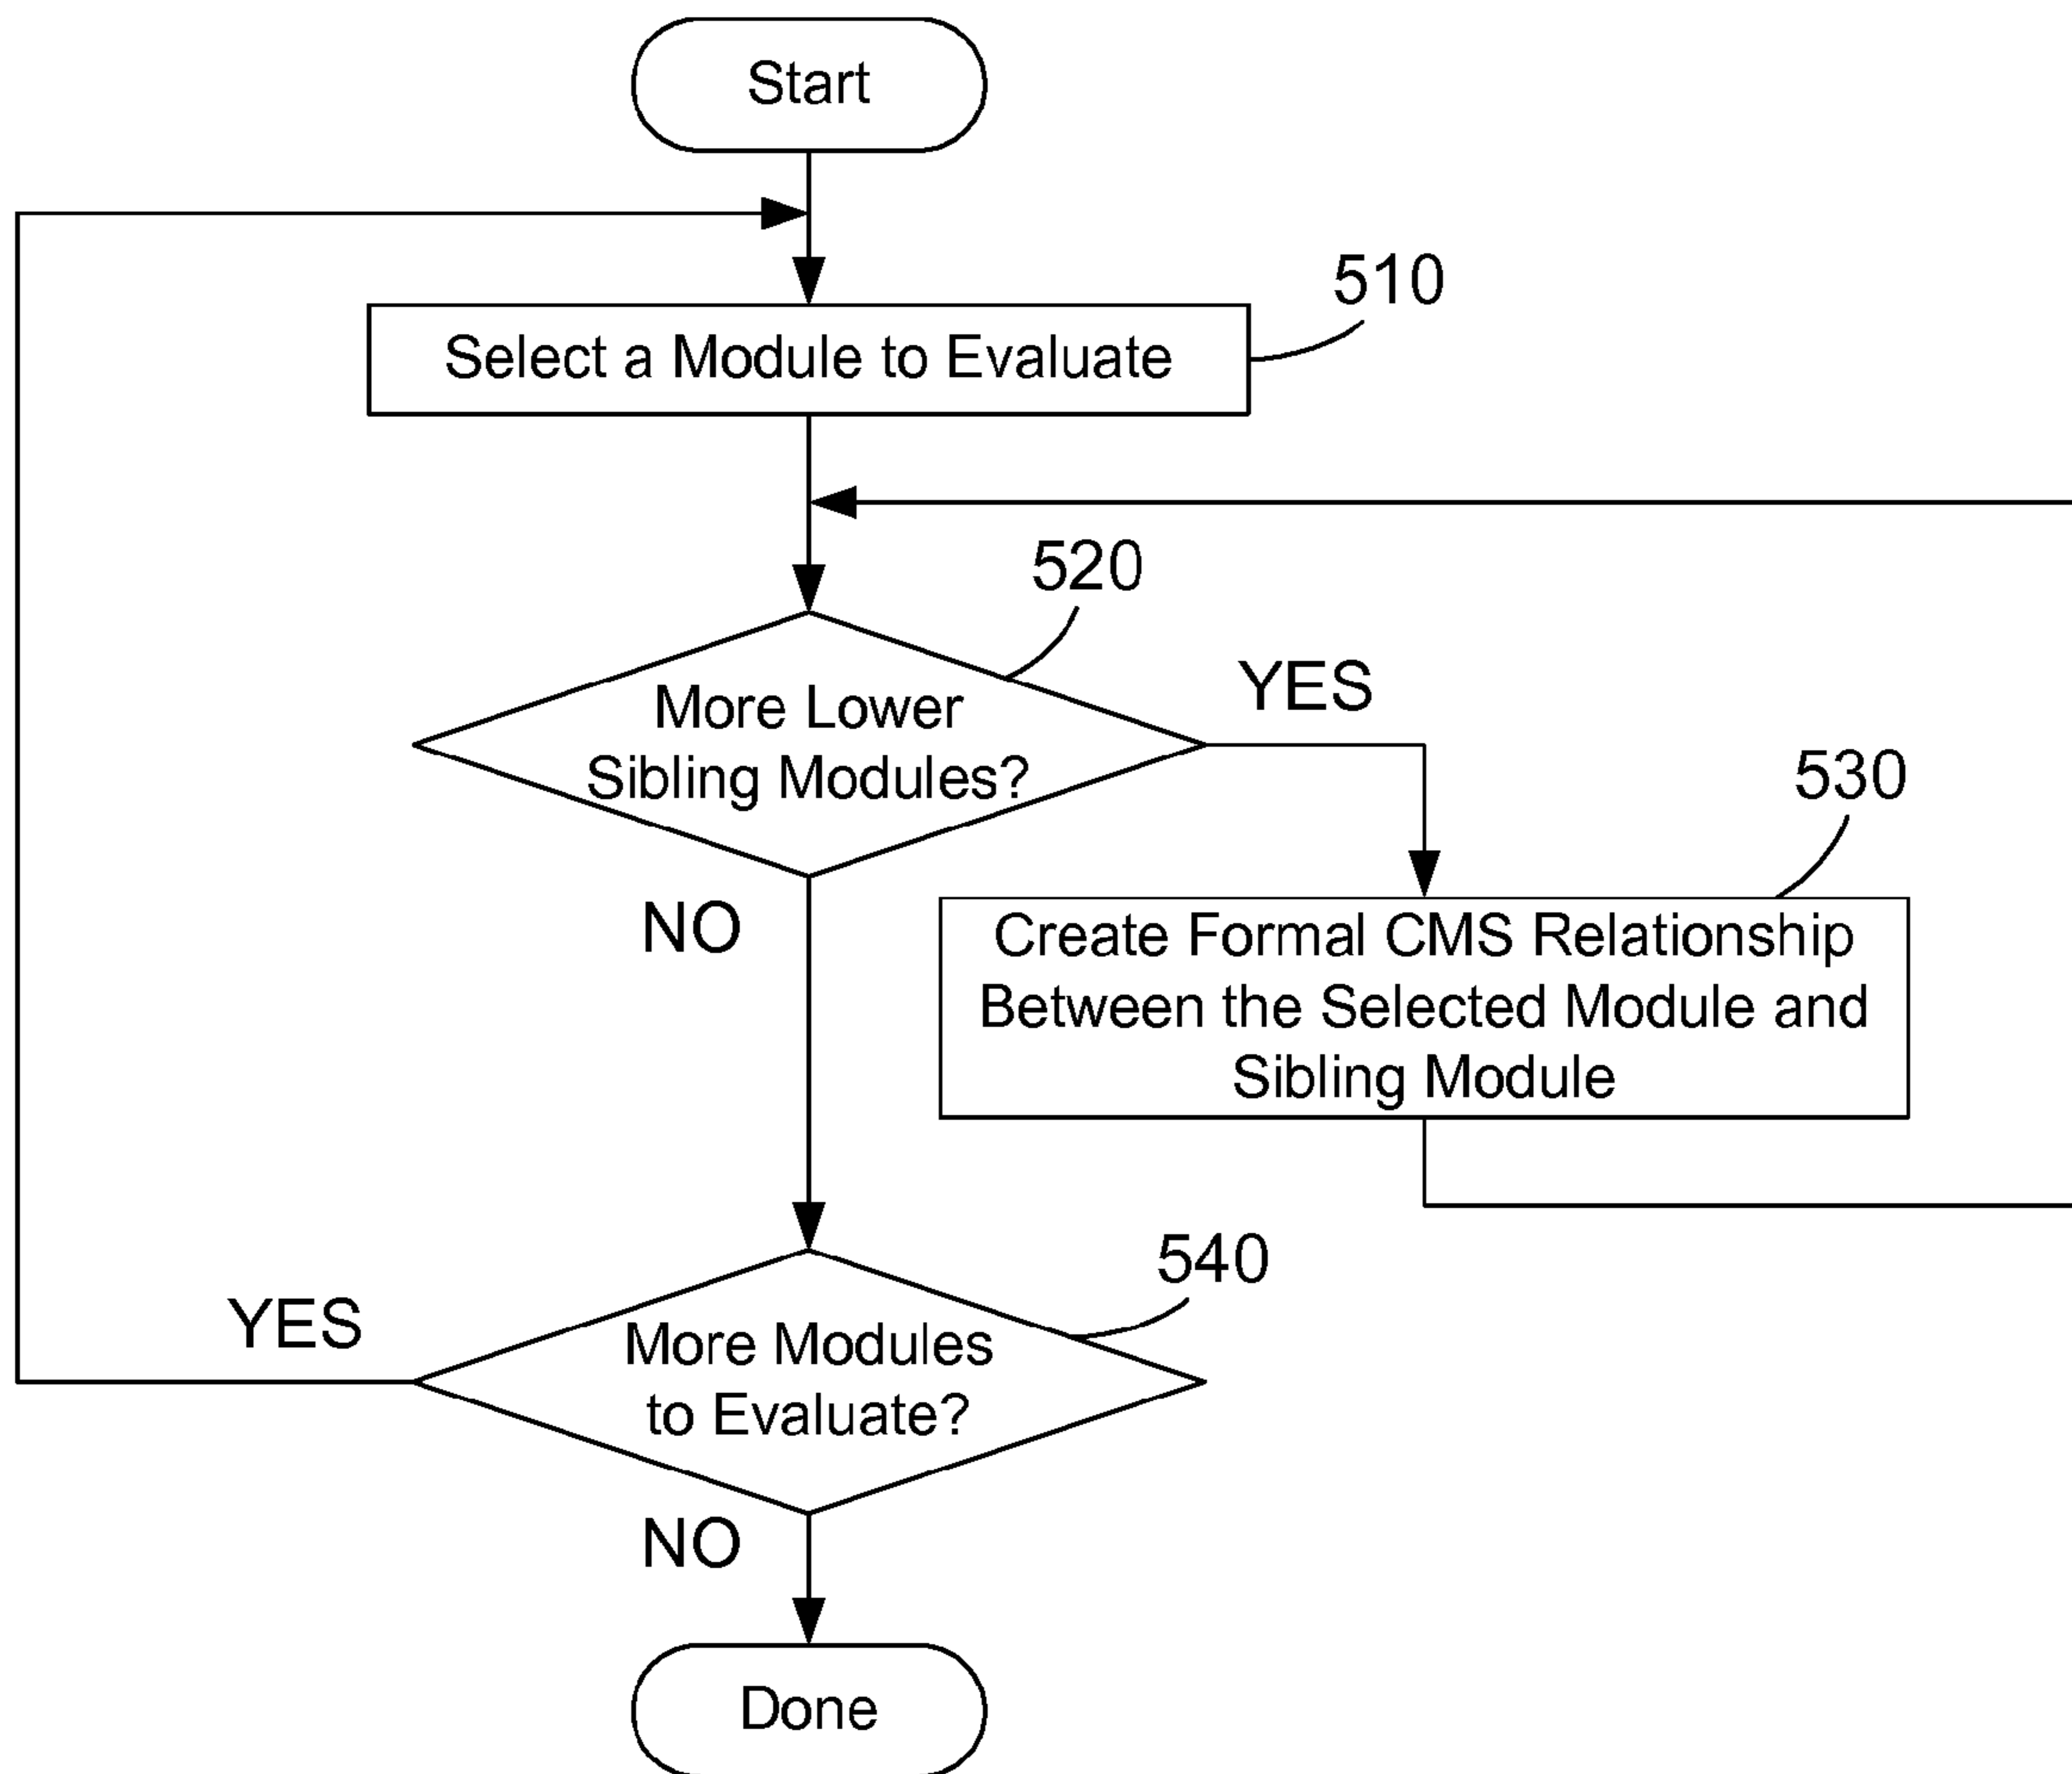 Start
510
Select a Module to Evaluate
520
More Lower
Sibling Modules?
YES
NO
530
Create Formal CMS Relationship
Between the Selected Module and
Sibling Module
540
More Modules
to Evaluate?
YES
NO
Done